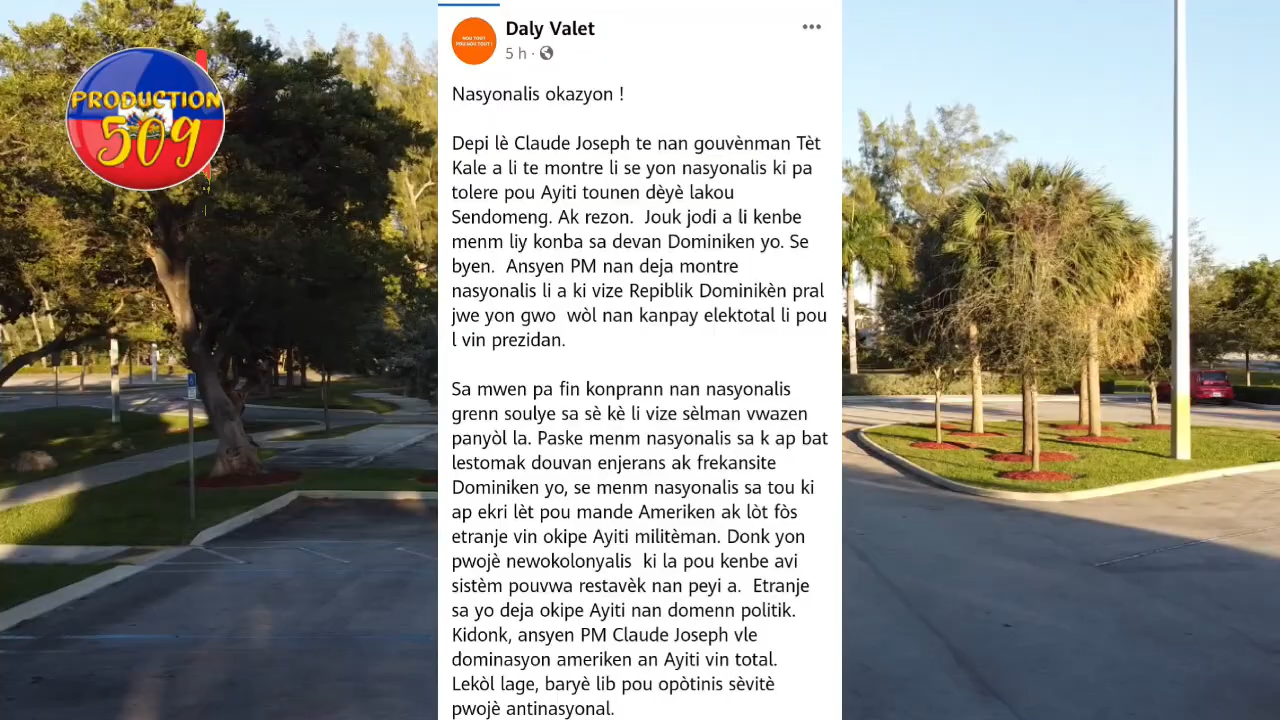 PRODUCTION
509
Daly Valet
5 h
Nasyonalis okazyon !
Depi lè Claude Joseph te nan gouvènman Tèt
Kale a li te montre li se yon nasyonalis ki pa
tolere pou Ayiti tounen dèyè lakou
Sendomeng. Ak rezon. Jouk jodi a li kenbe
menm liy konba sa devan Dominiken yo. Se
byen. Ansyen PM nan deja montre
nasyonalis li a ki vize Repiblik Dominikèn pral
jwe yon gwo wòl nan kanpay elektotal li pou
l vin prezidan.
Sa mwen pa fin konprann nan nasyonalis
grenn soulye sa sè kè li vize sèlman vwazen
panyòl la. Paske menm nasyonalis sa k ap bat
lestomak douvan enjerans ak frekansite
Dominiken yo, se menm nasyonalis sa tou ki
ap ekri lèt pou mande Ameriken ak lòt fòs
etranje vin okipe Ayiti militèman. Donk yon
pwojè newokolonyalis ki la pou kenbe avi
sistèm pouvwa restavèk nan peyi a. Etranje
sa yo deja okipe Ayiti nan domenn politik.
Kidonk, ansyen PM Claude Joseph vle
dominasyon ameriken an Ayiti vin total.
Lekòl lage, baryè lib pou opòtinis sèvitè
pwojè antinasyonal.